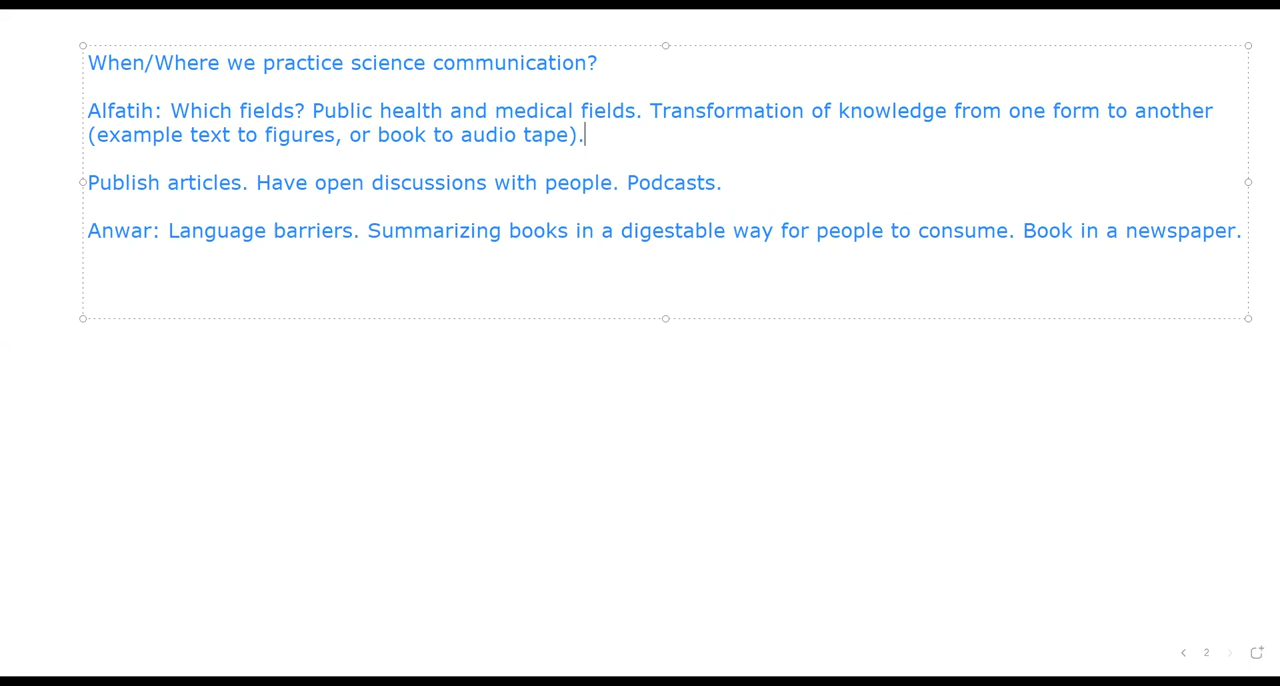 When/Where we practice science communication?
Alfatih: Which fields? Public health and medical fields. Transformation of knowledge from one form to another
(example text to figures, or book to audio tape).
Publish articles. Have open discussions with people. Podcasts.
Anwar: Language barriers. Summarizing books in a digestable way for people to consume. Book in a newspaper.
2